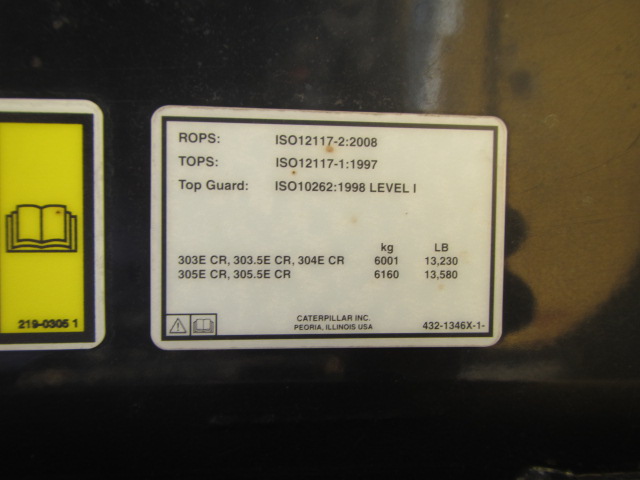 ROPS: ISO12117-2:2008
TOPS: ISO12117-1:1997
Top Guard: ISO10262:1998 LEVEL I
kg LB
303E CR, 303.5E CR, 304E CR 6001 13,230
305E CR, 305.5E CR 6160 13,580
CATERPILLAR INC.
PEORIA, ILLINOIS USA
432-1346X-1-
219-0305 1